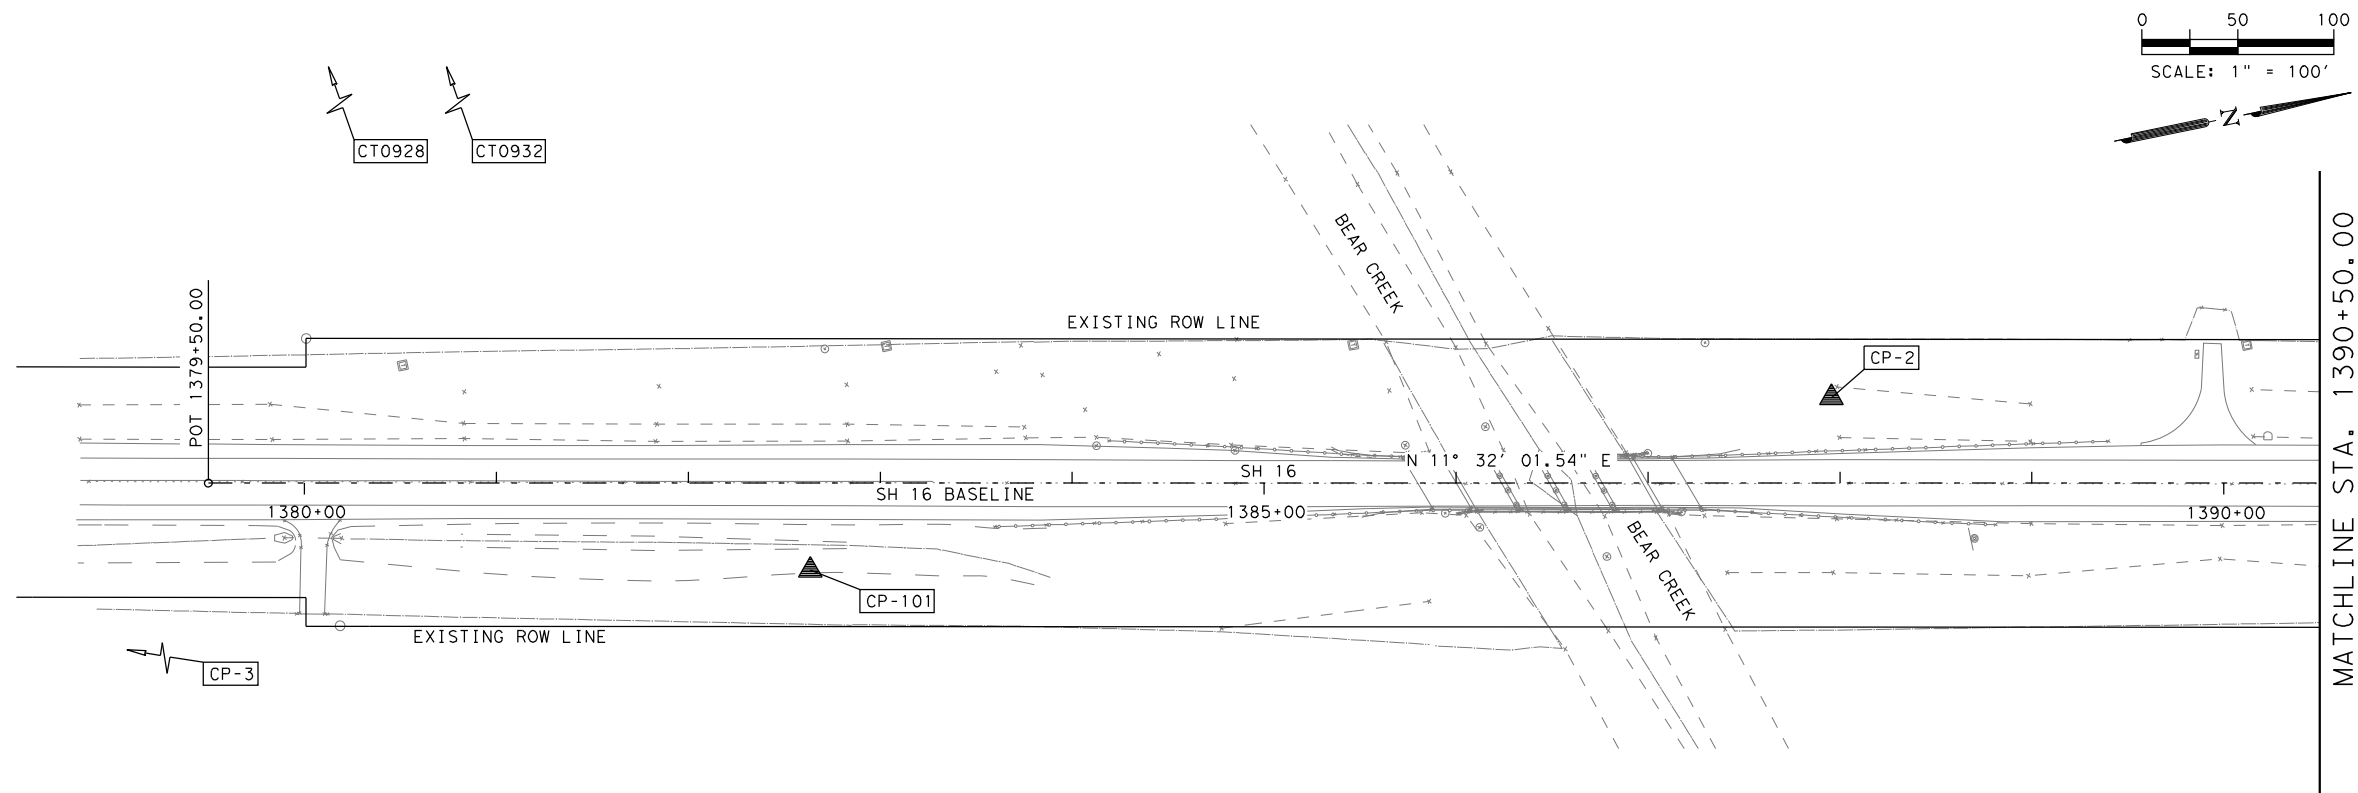 0 50 100
SCALE: 1" = 100'
N
CT0928
CT0932
BEAR CREEK
POT 1379+50.00
EXISTING ROW LINE
CP-2
MATCHLINE STA. 1390+50.00
N 11° 32' 01.54" E
SH 16
SH 16 BASELINE
1380+00
1385+00
1390+00
BEAR CREEK
CP-101
EXISTING ROW LINE
CP-3